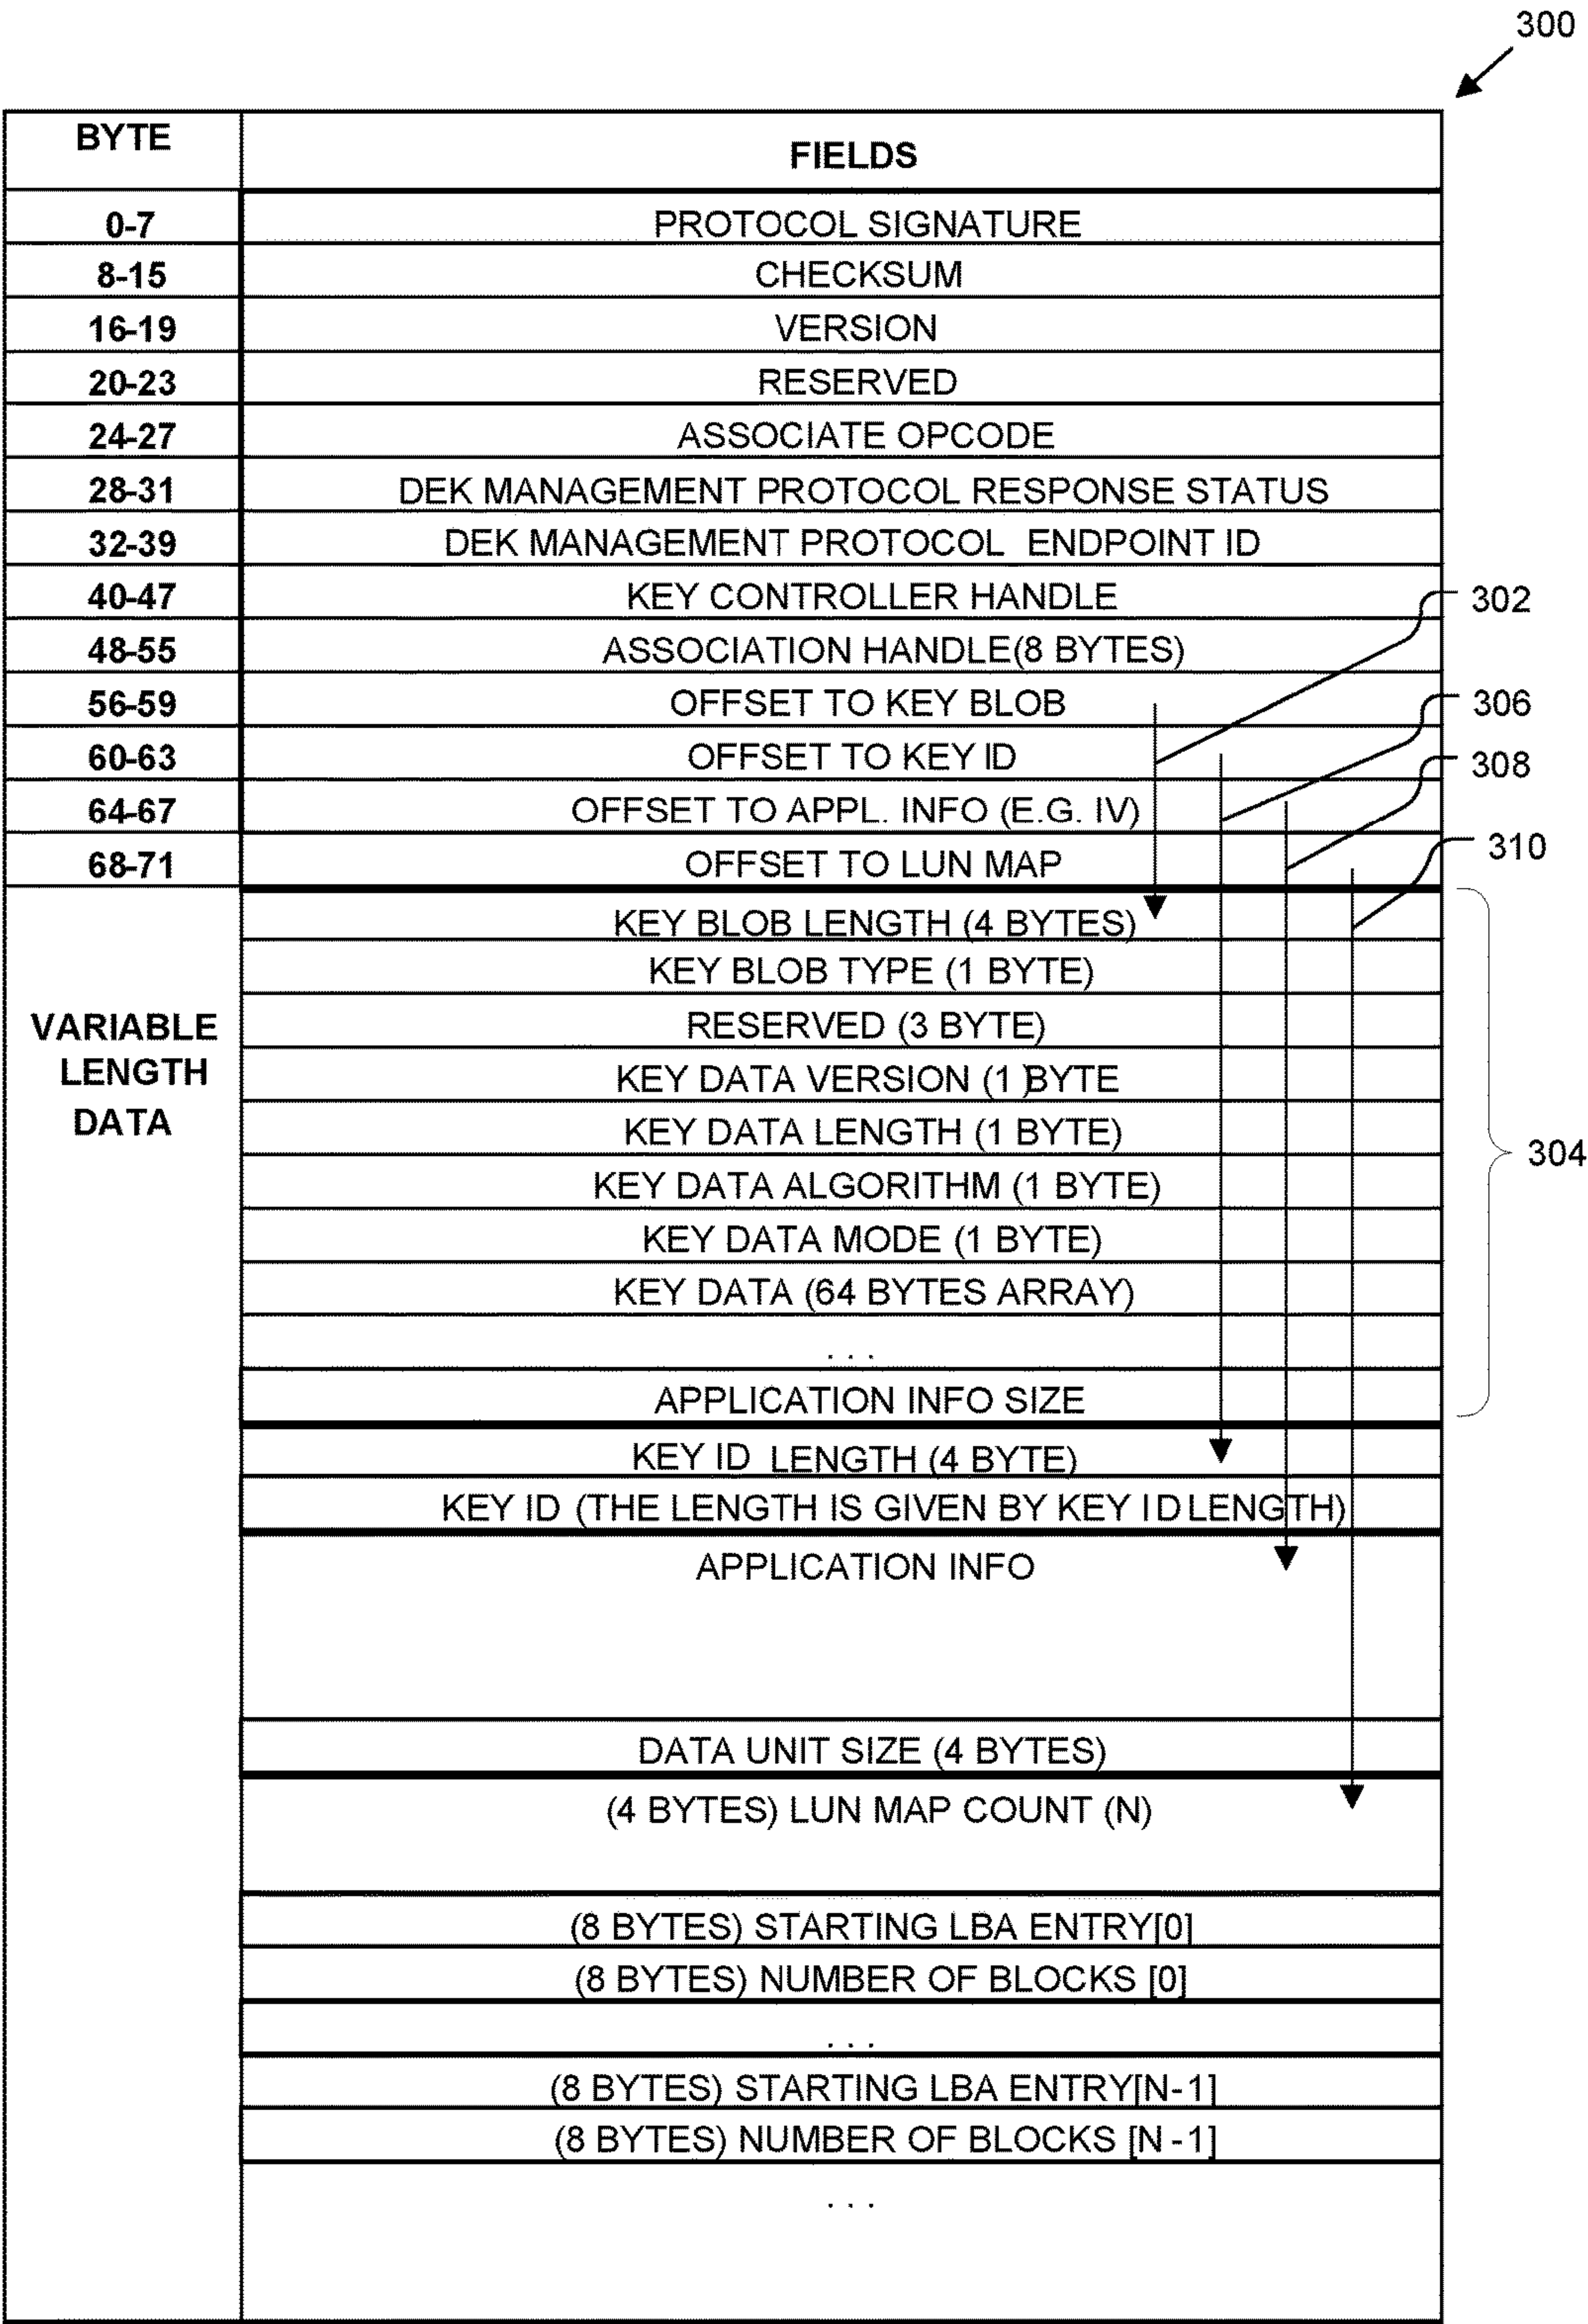 300
BYTE FIELDS
0-7 PROTOCOL SIGNATURE
8-15 CHECKSUM
16-19 VERSION
20-23 RESERVED
24-27 ASSOCIATE OPCODE
28-31 DEK MANAGEMENT PROTOCOL RESPONSE STATUS
32-39 DEK MANAGEMENT PROTOCOL ENDPOINT ID
40-47 KEY CONTROLLER HANDLE 302
48-55 ASSOCIATION HANDLE(8 BYTES)
56-59 OFFSET TO KEY BLOB 306
60-63 OFFSET TO KEY ID 308
64-67 OFFSET TO APPL. INFO (E.G. IV)
68-71 OFFSET TO LUN MAP 310
KEY BLOB LENGTH (4 BYTES)
KEY BLOB TYPE (1 BYTE)
VARIABLE RESERVED (3 BYTE)
LENGTH KEY DATA VERSION (1 )BYTE
DATA KEY DATA LENGTH (1 BYTE)
304
KEY DATA ALGORITHM (1 BYTE)
KEY DATA MODE (1 BYTE)
KEY DATA (64 BYTES ARRAY)
. . .
APPLICATION INFO SIZE
KEY ID LENGTH (4 BYTE)
KEY ID (THE LENGTH IS GIVEN BY KEY ID LENGTH)
APPLICATION INFO
DATA UNIT SIZE (4 BYTES)
(4 BYTES) LUN MAP COUNT (N)
(8 BYTES) STARTING LBA ENTRY[0]
(8 BYTES) NUMBER OF BLOCKS [0]
. . .
(8 BYTES) STARTING LBA ENTRY[N-1]
(8 BYTES) NUMBER OF BLOCKS [N-1]
. . .